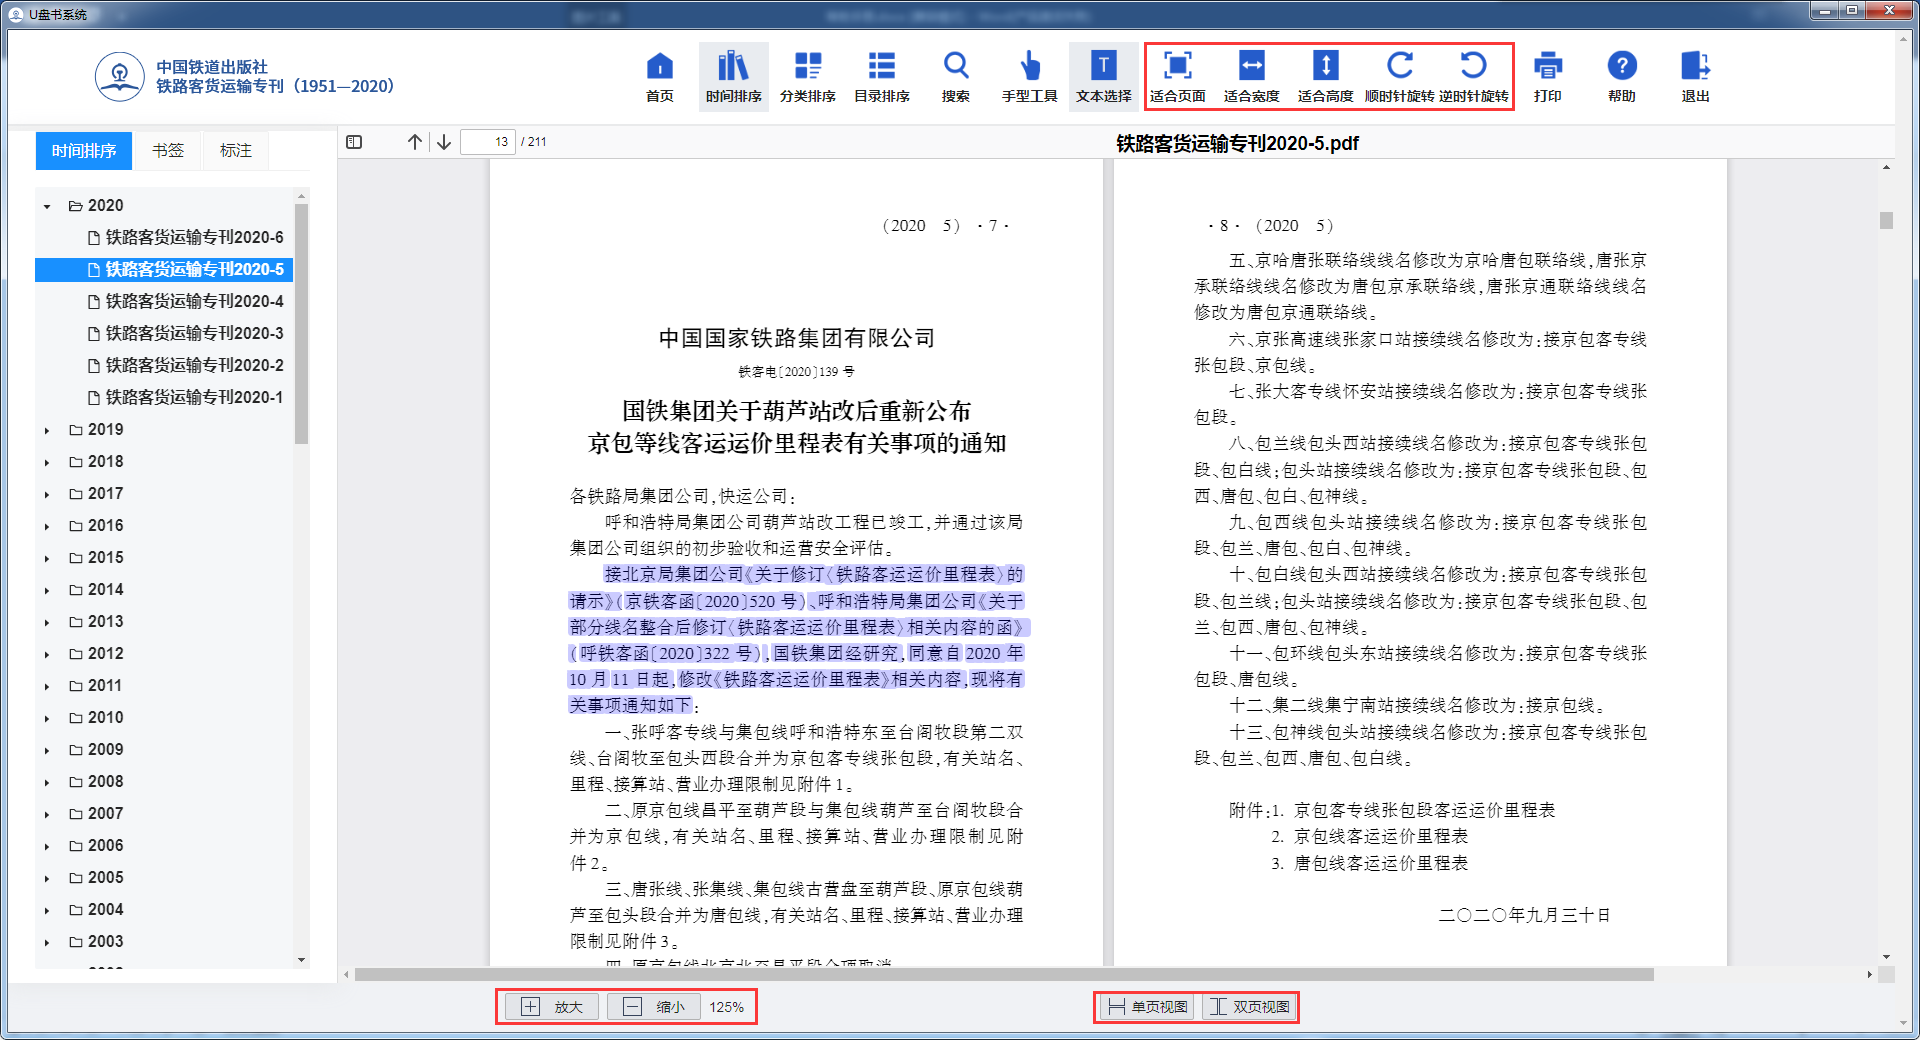 U盘书系统
中国铁道出版社
铁路客货运输专刊（1951—2020）
首页 时间排序 分类排序 目录排序 搜索 手型工具 文本选择 适合页面 适合宽度 适合高度 顺时针旋转 逆时针旋转 打印 帮助 退出
时间排序 书签 标注
13 / 211
铁路客货运输专刊2020-5.pdf
2020
铁路客货运输专刊2020-6
铁路客货运输专刊2020-5
铁路客货运输专刊2020-4
铁路客货运输专刊2020-3
铁路客货运输专刊2020-2
铁路客货运输专刊2020-1
2019
2018
2017
2016
2015
2014
2013
2012
2011
2010
2009
2008
2007
2006
2005
2004
2003
（2020 5） ·7·
中国国家铁路集团有限公司
铁客电〔2020〕139 号
国铁集团关于葫芦站改后重新公布
京包等线客运运价里程表有关事项的通知
各铁路局集团公司,快运公司:
呼和浩特局集团公司葫芦站改工程已竣工,并通过该局
集团公司组织的初步验收和运营安全评估。
接北京局集团公司《关于修订〈铁路客运运价里程表〉的
请示》(京铁客函〔2020〕520 号)、呼和浩特局集团公司《关于
部分线名整合后修订〈铁路客运运价里程表〉相关内容的函》
(呼铁客函〔2020〕322 号),国铁集团经研究,同意自 2020 年
10 月 11 日起,修改《铁路客运运价里程表》相关内容,现将有
关事项通知如下:
一、张呼客专线与集包线呼和浩特东至台阁牧段第二双
线、台阁牧至包头西段合并为京包客专线张包段,有关站名、
里程、接算站、营业办理限制见附件 1。
二、原京包线昌平至葫芦段与集包线葫芦至台阁牧段合
并为京包线,有关站名、里程、接算站、营业办理限制见附
件 2。
三、唐张线、张集线、集包线古营盘至葫芦段、原京包线葫
芦至包头段合并为唐包线,有关站名、里程、接算站、营业办理
限制见附件 3。
四、原京包线北京北至昌平段全项取消
·8· （2020 5）
五、京哈唐张联络线线名修改为京哈唐包联络线,唐张京
承联络线线名修改为唐包京承联络线,唐张京通联络线线名
修改为唐包京通联络线。
六、京张高速线张家口站接续线名修改为:接京包客专线
张包段、京包线。
七、张大客专线怀安站接续线名修改为:接京包客专线张
包段。
八、包兰线包头西站接续线名修改为:接京包客专线张包
段、包白线;包头站接续线名修改为:接京包客专线张包段、包
西、唐包、包白、包神线。
九、包西线包头站接续线名修改为:接京包客专线张包
段、包兰、唐包、包白、包神线。
十、包白线包头西站接续线名修改为:接京包客专线张包
段、包兰线;包头站接续线名修改为:接京包客专线张包段、包
兰、包西、唐包、包神线。
十一、包环线包头东站接续线名修改为:接京包客专线张
包段、唐包线。
十二、集二线集宁南站接续线名修改为:接京包线。
十三、包神线包头站接续线名修改为:接京包客专线张包
段、包兰、包西、唐包、包白线。
附件:1. 京包客专线张包段客运运价里程表
2. 京包线客运运价里程表
3. 唐包线客运运价里程表
二〇二〇年九月三十日
放大 缩小 125%
单页视图 双页视图